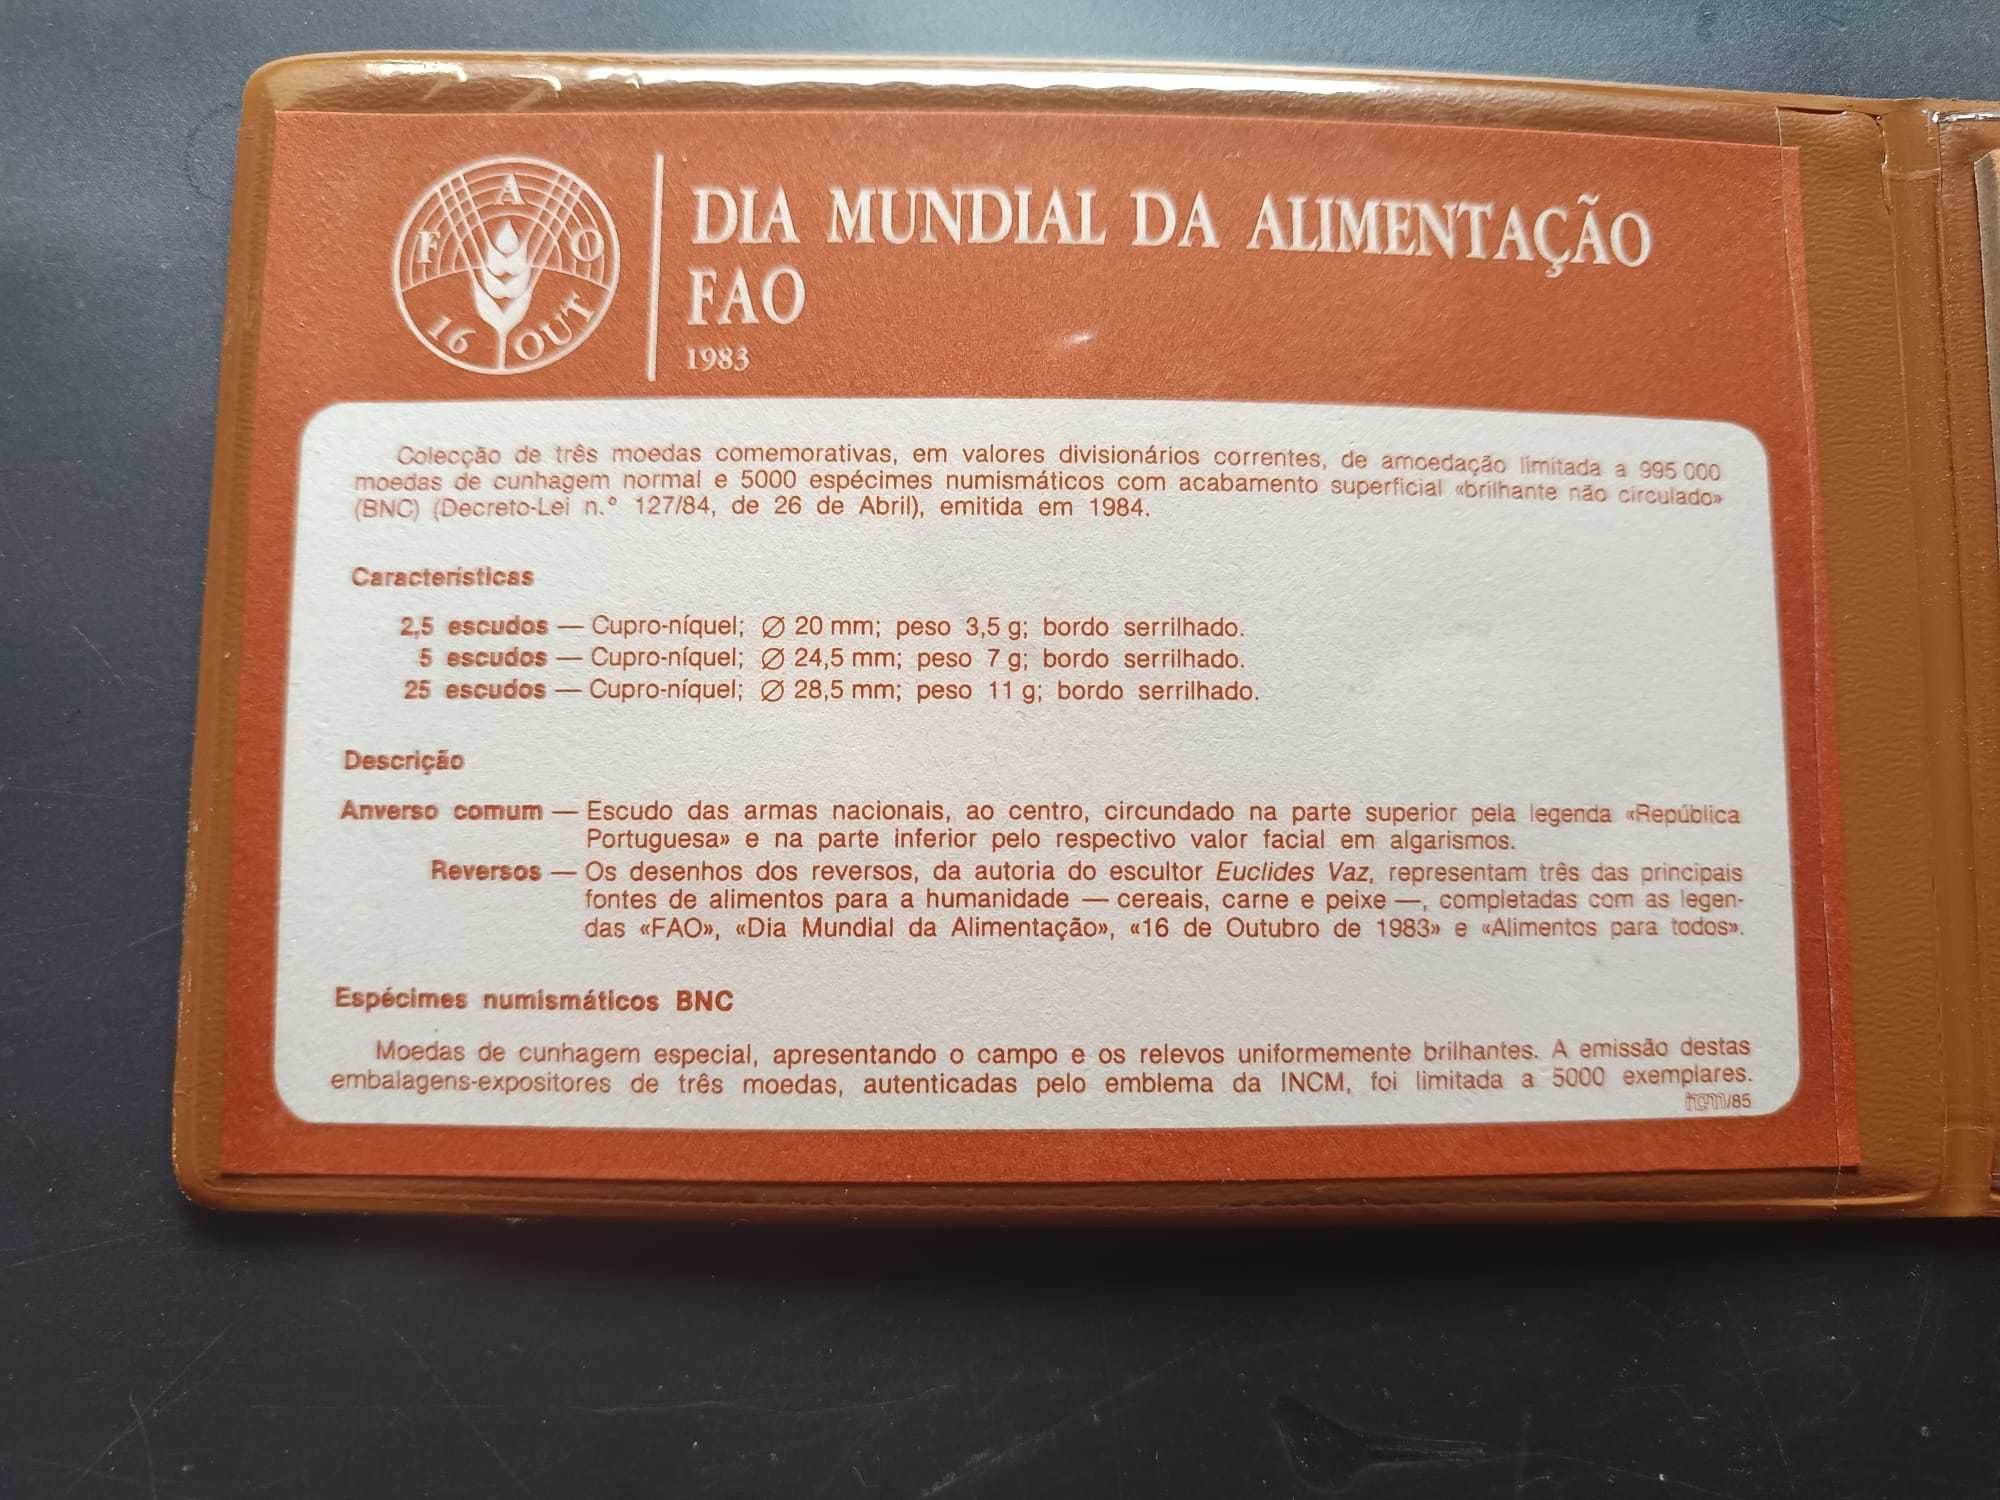 FAO
16 OUT
DIA MUNDIAL DA ALIMENTAÇÃO
FAO
1983
Colecção de três moedas comemorativas, em valores divisionários correntes, de amoedação limitada a 995 000
moedas de cunhagem normal e 5000 espécimes numismáticos com acabamento superficial «brilhante não circulado»
(BNC) (Decreto-Lei n.º 127/84, de 26 de Abril), emitida em 1984.
Características
2,5 escudos — Cupro-níquel; Ø 20 mm; peso 3,5 g; bordo serrilhado.
5 escudos — Cupro-níquel; Ø 24,5 mm; peso 7 g; bordo serrilhado.
25 escudos — Cupro-níquel; Ø 28,5 mm; peso 11 g; bordo serrilhado.
Descrição
Anverso comum — Escudo das armas nacionais, ao centro, circundado na parte superior pela legenda «República
Portuguesa» e na parte inferior pelo respectivo valor facial em algarismos.
Reversos — Os desenhos dos reversos, da autoria do escultor Euclides Vaz, representam três das principais
fontes de alimentos para a humanidade — cereais, carne e peixe —, completadas com as legen-
das «FAO», «Dia Mundial da Alimentação», «16 de Outubro de 1983» e «Alimentos para todos».
Espécimes numismáticos BNC
Moedas de cunhagem especial, apresentando o campo e os relevos uniformemente brilhantes. A emissão destas
embalagens-expositores de três moedas, autenticadas pelo emblema da INCM, foi limitada a 5000 exemplares.
incm/85